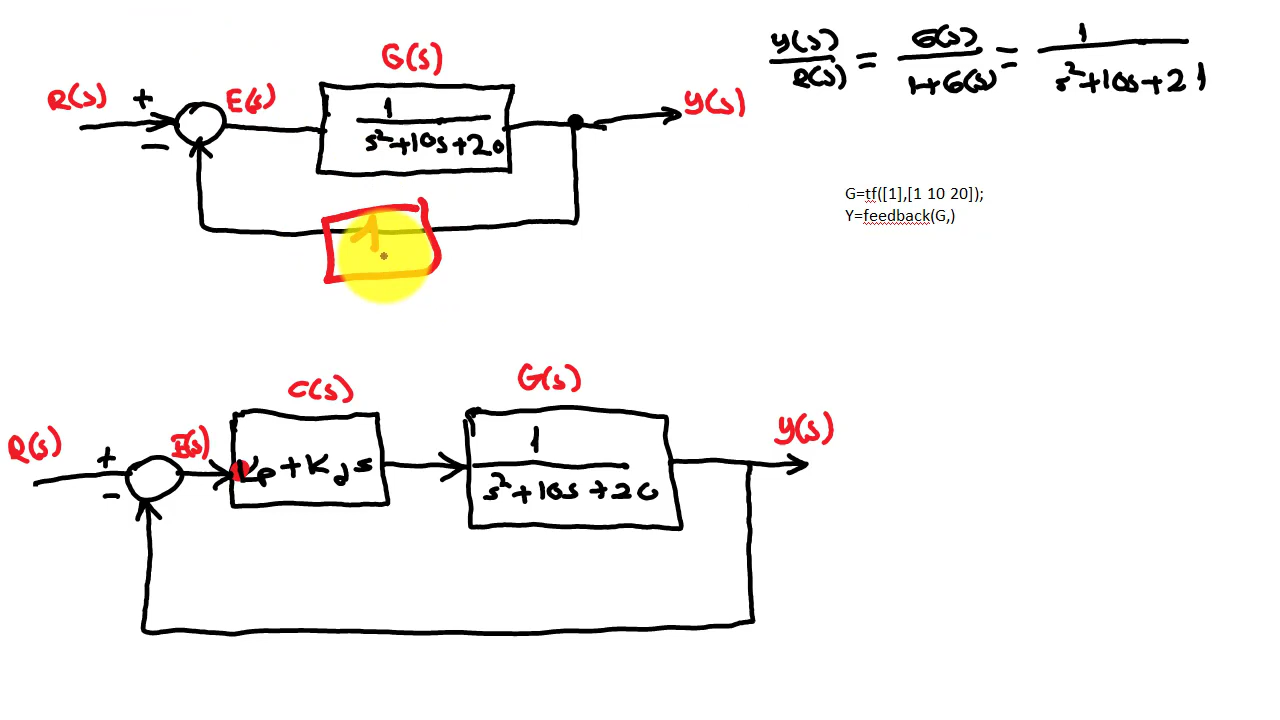 G(s)
Y(s)/R(s) = G(s)/1+G(s) = 1/s²+10s+21
R(s) + E(s) 1/s²+10s+20 Y(s)
−
G=tf([1],[1 10 20]);
Y=feedback(G,)
1
C(s) G(s)
R(s) + E(s) Kp+Kds 1/s²+10s+20 Y(s)
−